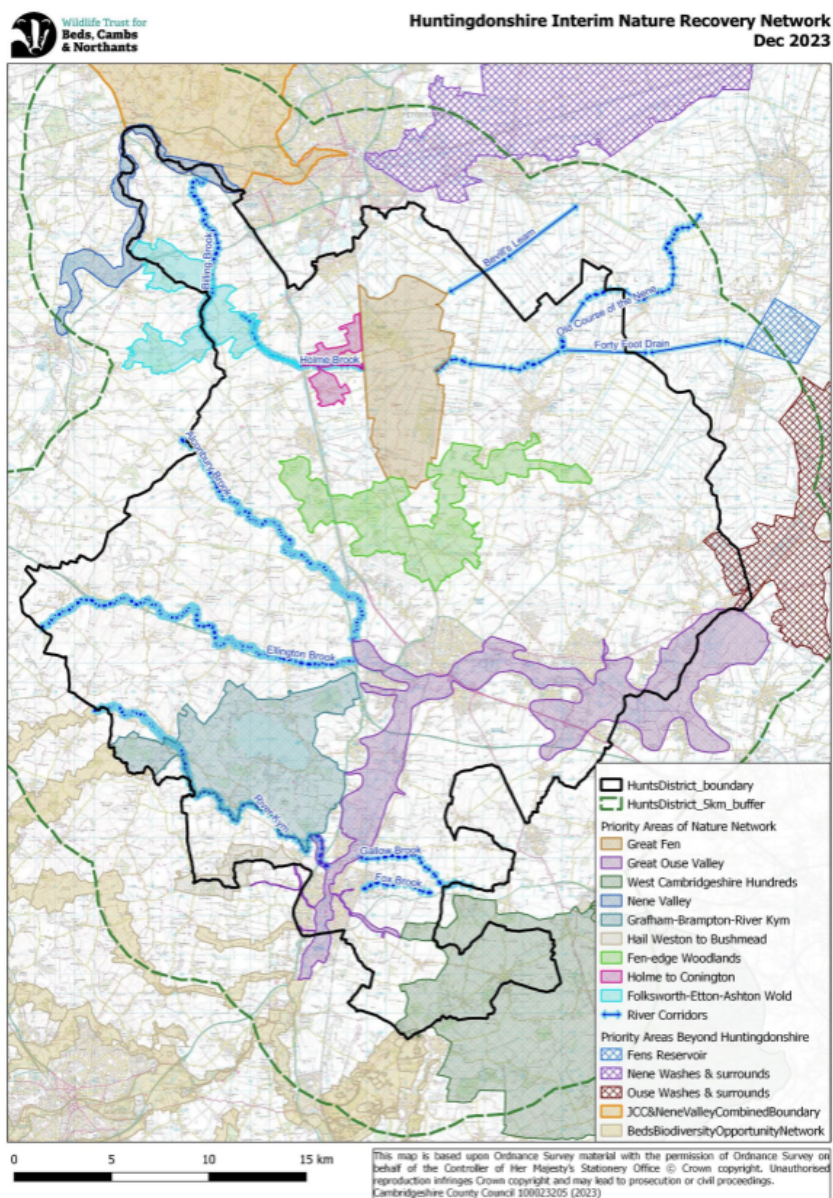 Wildlife Trust for
Beds, Cambs
& Northants
Huntingdonshire Interim Nature Recovery Network
Dec 2023
Billing Brook
Bevill's Leam
Old Course of the Nene
Forty Foot Drain
Holme Brook
Alconbury Brook
Ellington Brook
River Kym
Gallow Brook
Fox Brook
HuntsDistrict_boundary
HuntsDistrict_5km_buffer
Priority Areas of Nature Network
Great Fen
Great Ouse Valley
West Cambridgeshire Hundreds
Nene Valley
Grafham-Brampton-River Kym
Hail Weston to Bushmead
Fen-edge Woodlands
Holme to Conington
Folksworth-Etton-Ashton Wold
River Corridors
Priority Areas Beyond Huntingdonshire
Fens Reservoir
Nene Washes & surrounds
Ouse Washes & surrounds
JCC&NeneValleyCombinedBoundary
BedsBiodiversityOpportunityNetwork
0 5 10 15 km
This map is based upon Ordnance Survey material with the permission of Ordnance Survey on
behalf of the Controller of Her Majesty's Stationery Office © Crown copyright. Unauthorised
reproduction infringes Crown copyright and may lead to prosecution or civil proceedings.
Cambridgeshire County Council 100023205 (2023)